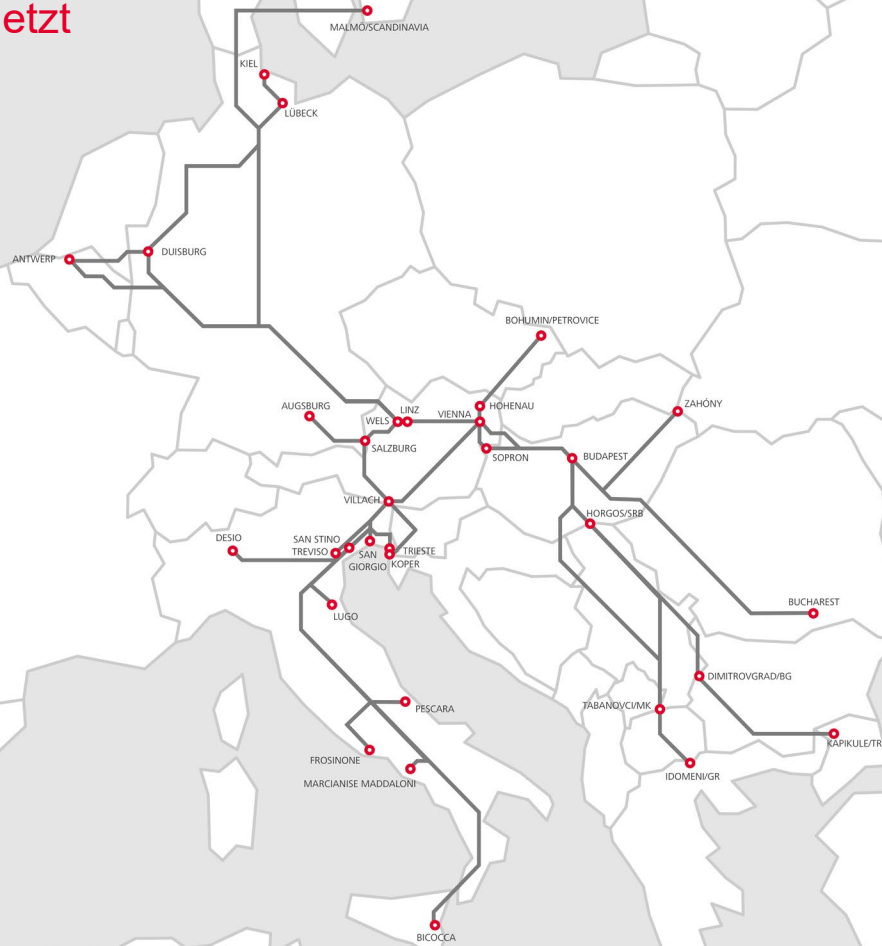 etzt
MALMÖ/SCANDINAVIA
KIEL
LÜBECK
ANTWERP
DUISBURG
BOHUMIN/PETROVICE
AUGSBURG
LINZ
WELS
VIENNA
HOHENAU
ZAHÓNY
SALZBURG
SOPRON
BUDAPEST
VILLACH
HORGOS/SRB
DESIO
SAN STINO
TREVISO
SAN
GIORGIO
TRIESTE
KOPER
BUCHAREST
LUGO
DIMITROVGRAD/BG
TABANOVCI/MK
PESCARA
KAPIKULE/TR
FROSINONE
IDOMENI/GR
MARCIANISE MADDALONI
BICOCCA